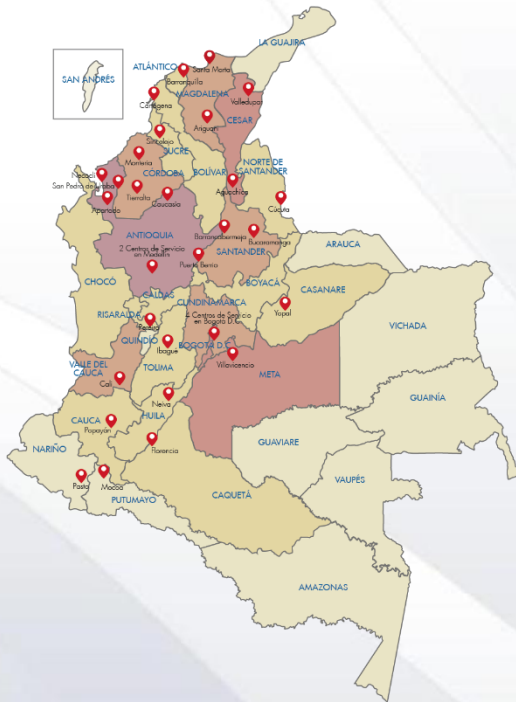 LA GUAJIRA
SAN ANDRÉS
ATLÁNTICO
Santa Marta
Barranquilla
MAGDALENA
Valledupar
Cartagena
CESAR
Ariguaní
Sincelejo
SUCRE
Montería
NORTE DE
SANTANDER
CÓRDOBA
BOLÍVAR
Necoclí
San Pedro de Urabá
Tierralta
Aguachica
Apartadó
Caucasia
Cúcuta
ANTIOQUIA
Barrancabermeja
Bucaramanga
2 Centros de Servicio
en Medellín
SANTANDER
ARAUCA
Puerto Berrío
CHOCÓ
CALDAS
BOYACÁ
CASANARE
CUNDINAMARCA
4 Centros de Servicio
en Bogotá D.C.
Yopal
RISARALDA
Pereira
VICHADA
QUINDÍO
Ibagué
BOGOTÁ D.C.
Villavicencio
VALLE DEL
CAUCA
TOLIMA
META
Cali
GUAINÍA
Neiva
HUILA
CAUCA
Popayán
GUAVIARE
Florencia
NARIÑO
VAUPÉS
Pasto
Mocoa
CAQUETÁ
PUTUMAYO
AMAZONAS